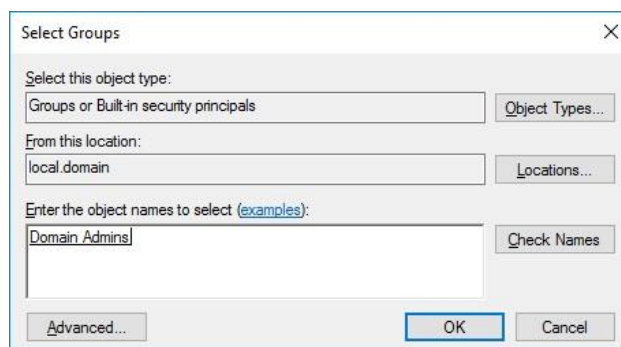 Select Groups
Select this object type:
Groups or Built-in security principals
Object Types...
From this location:
local.domain
Locations...
Enter the object names to select (examples):
Domain Admins
Check Names
Advanced...
OK
Cancel